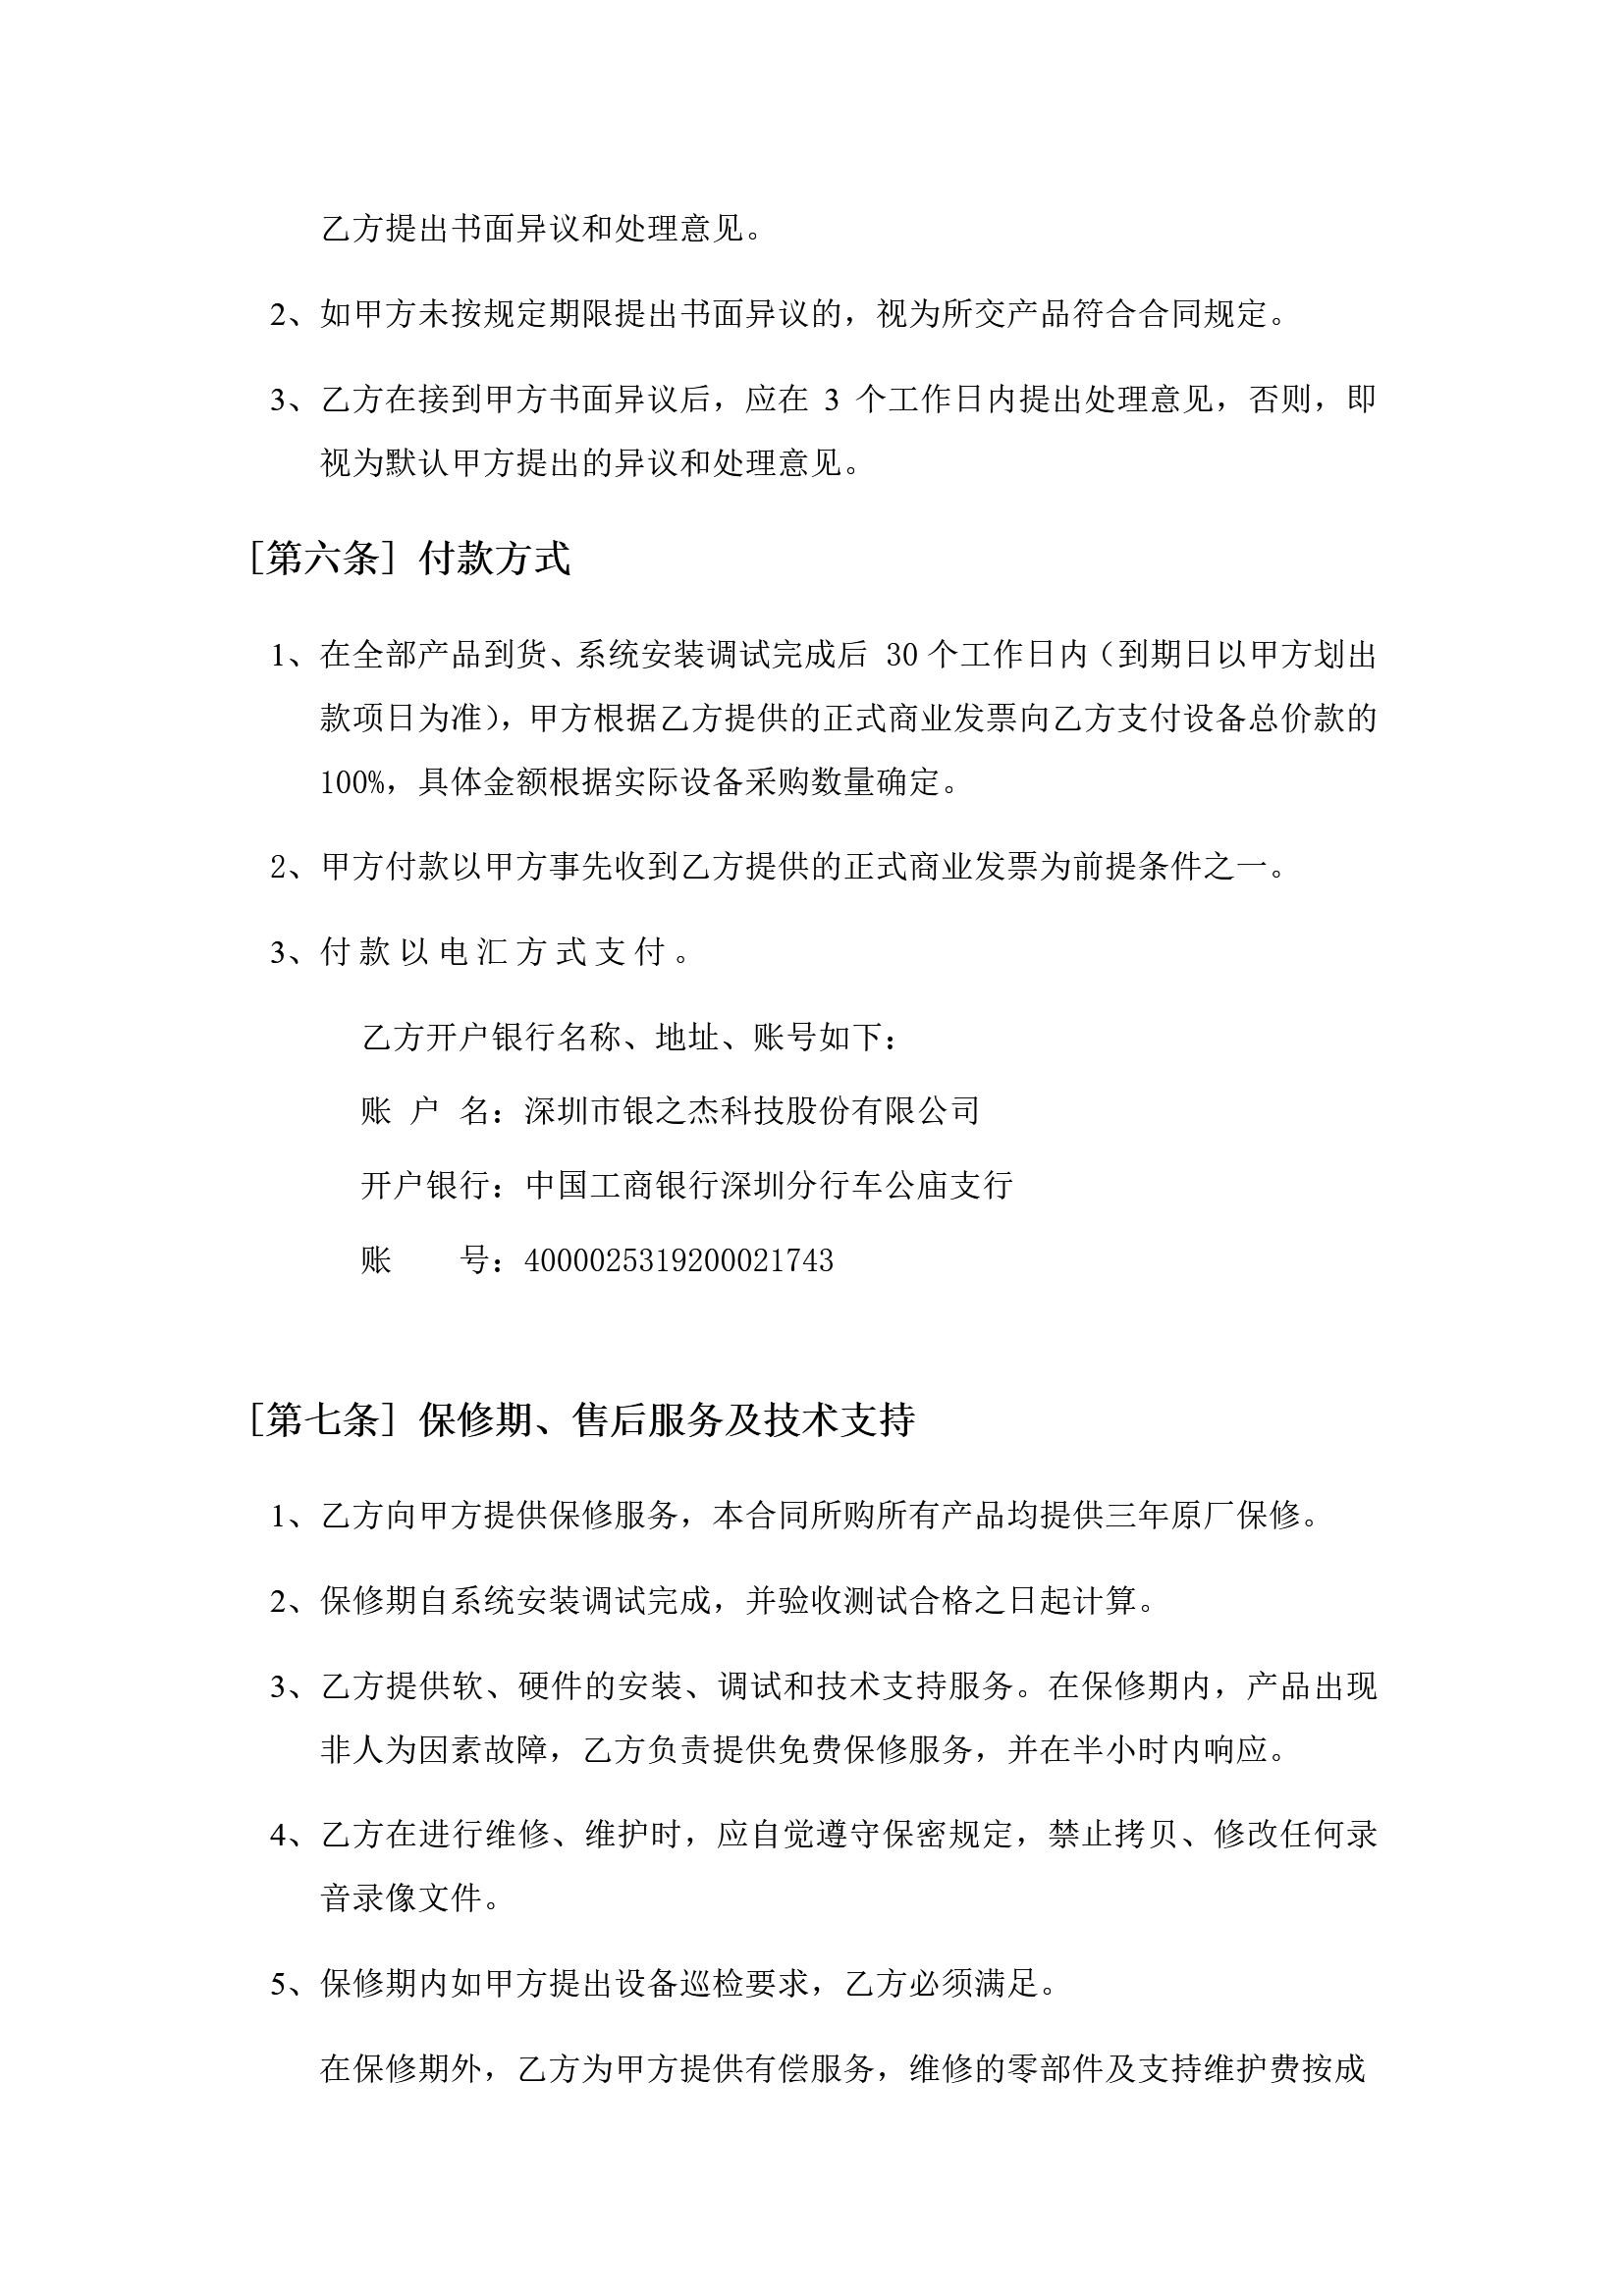 乙方提出书面异议和处理意见。
2、如甲方未按规定期限提出书面异议的，视为所交产品符合合同规定。
3、乙方在接到甲方书面异议后，应在 3 个工作日内提出处理意见，否则，即
视为默认甲方提出的异议和处理意见。
[第六条] 付款方式
1、在全部产品到货、系统安装调试完成后 30 个工作日内（到期日以甲方划出
款项日为准），甲方根据乙方提供的正式商业发票向乙方支付设备总价款的
100%，具体金额根据实际设备采购数量确定。
2、甲方付款以甲方事先收到乙方提供的正式商业发票为前提条件之一。
3、付款以电汇方式支付。
乙方开户银行名称、地址、账号如下：
账 户 名：深圳市银之杰科技股份有限公司
开户银行：中国工商银行深圳分行车公庙支行
账 号：4000025319200021743
[第七条] 保修期、售后服务及技术支持
1、乙方向甲方提供保修服务，本合同所购所有产品均提供三年原厂保修。
2、保修期自系统安装调试完成，并验收测试合格之日起计算。
3、乙方提供软、硬件的安装、调试和技术支持服务。在保修期内，产品出现
非人为因素故障，乙方负责提供免费保修服务，并在半小时内响应。
4、乙方在进行维修、维护时，应自觉遵守保密规定，禁止拷贝、修改任何录
音录像文件。
5、保修期内如甲方提出设备巡检要求，乙方必须满足。
在保修期外，乙方为甲方提供有偿服务，维修的零部件及支持维护费按成